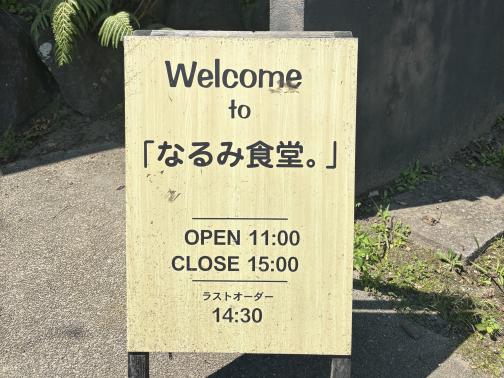 Welcome
to
「なるみ食堂。」
OPEN 11:00
CLOSE 15:00
ラストオーダー
14:30